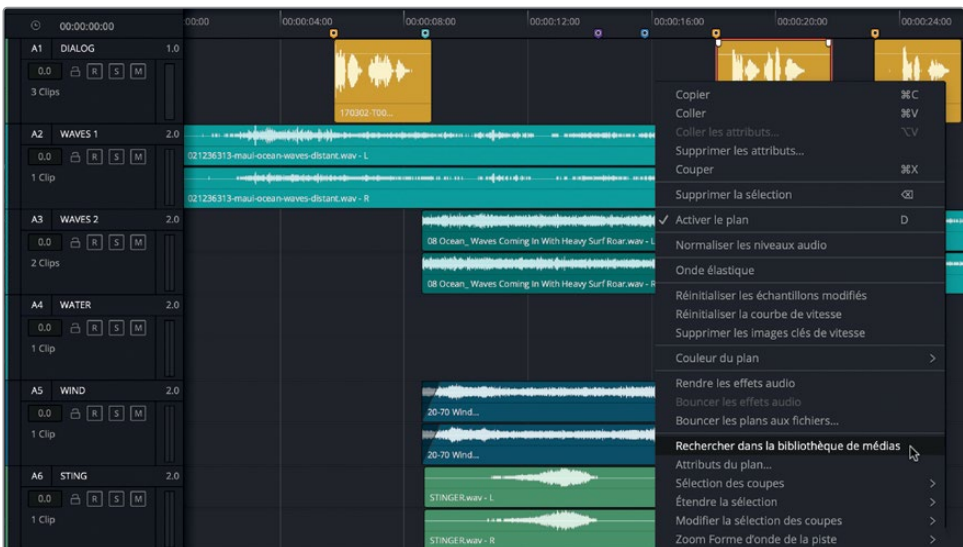 00:00:00:00
00:00 00:00:04:00 00:00:08:00 00:00:12:00 00:00:16:00 00:00:20:00 00:00:24:00
A1 DIALOG 1.0
0.0 R S M
3 Clips
170302-T00...
A2 WAVES 1 2.0
0.0 R S M
1 Clip
021236313-maui-ocean-waves-distant.wav - L
021236313-maui-ocean-waves-distant.wav - R
A3 WAVES 2 2.0
0.0 R S M
2 Clips
08 Ocean_ Waves Coming In With Heavy Surf Roar.wav - L
08 Ocean_ Waves Coming In With Heavy Surf Roar.wav - R
A4 WATER 2.0
0.0 R S M
1 Clip
A5 WIND 2.0
0.0 R S M
1 Clip
20-70 Wind...
20-70 Wind...
A6 STING 2.0
0.0 R S M
1 Clip
STINGER.wav - L
STINGER.wav - R
Copier ⌘C
Coller ⌘V
Coller les attributs... ⌥V
Supprimer les attributs...
Couper ⌘X
Supprimer la sélection ⌫
✓ Activer le plan D
Normaliser les niveaux audio
Onde élastique
Réinitialiser les échantillons modifiés
Réinitialiser la courbe de vitesse
Supprimer les images clés de vitesse
Couleur du plan >
Rendre les effets audio
Bouncer les effets audio
Bouncer les plans aux fichiers...
Rechercher dans la bibliothèque de médias
Attributs du plan...
Sélection des coupes >
Étendre la sélection >
Modifier la sélection des coupes >
Zoom Forme d'onde de la piste >